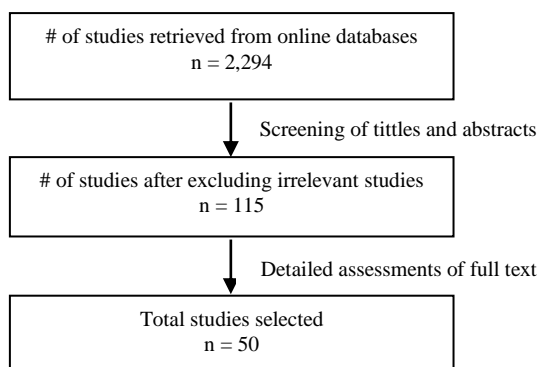 # of studies retrieved from online databases
n = 2,294
Screening of tittles and abstracts
# of studies after excluding irrelevant studies
n = 115
Detailed assessments of full text
Total studies selected
n = 50